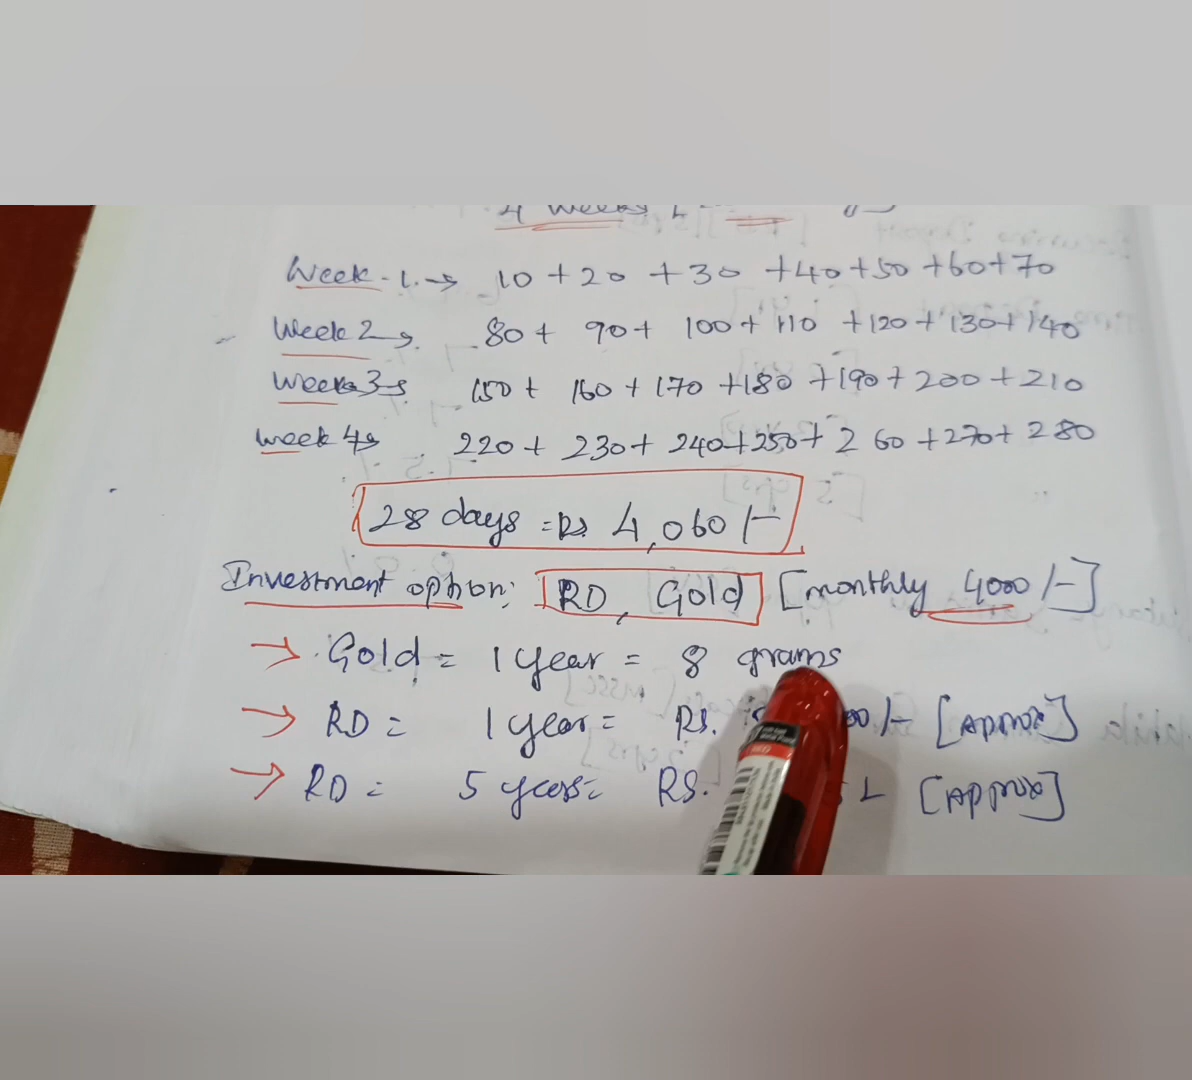 4 weeks
Week-1.→ 10 + 20 + 30 + 40 + 50 + 60 + 70
Week 2→ 80 + 90 + 100 + 110 + 120 + 130 + 140
Week 3→ 150 + 160 + 170 + 180 + 190 + 200 + 210
Week 4→ 220 + 230 + 240 + 250 + 260 + 270 + 280
28 days = Rs. 4,060/-
Investment option: RD, Gold [monthly 4000/-]
→ Gold = 1 year = 8 grams
→ RD = 1 year = Rs. 00/- [Approx]
→ RD = 5 years = RS. L [Approx]